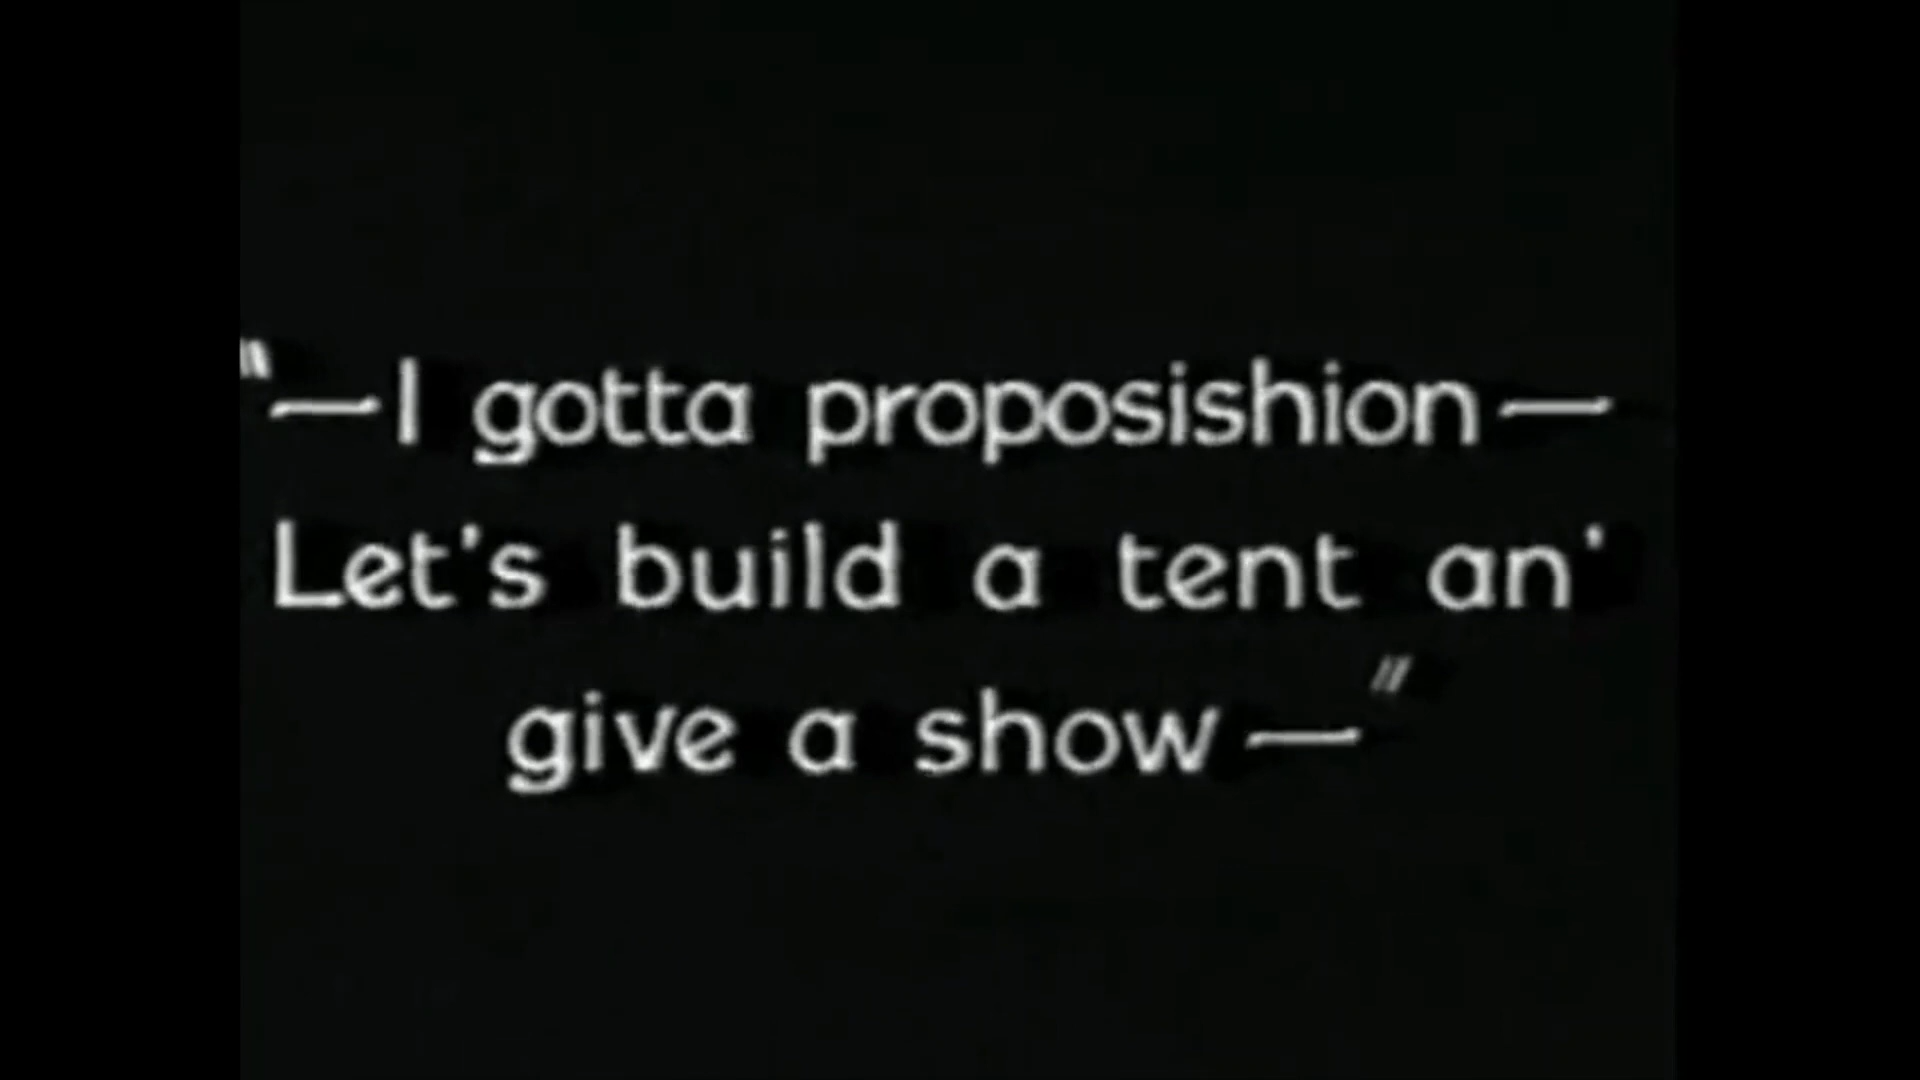 "—I gotta proposishion—
Let's build a tent an'
give a show—"